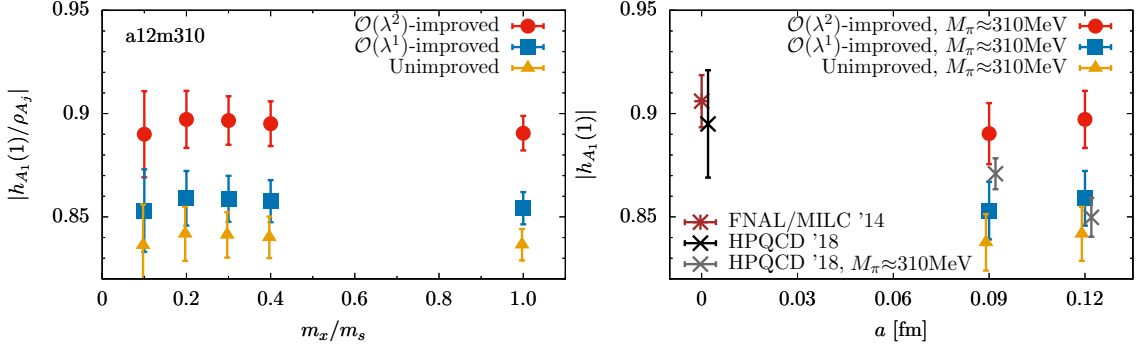 a12m310
𝒪(λ²)-improved
𝒪(λ¹)-improved
Unimproved
0.95
0.9
0.85
|h_{A_1}(1)/ρ_{A_j}|
0 0.2 0.4 0.6 0.8 1.0
m_x/m_s
𝒪(λ²)-improved, M_π≈310MeV
𝒪(λ¹)-improved, M_π≈310MeV
Unimproved, M_π≈310MeV
0.95
0.9
0.85
|h_{A_1}(1)|
FNAL/MILC '14
HPQCD '18
HPQCD '18, M_π≈310MeV
0 0.03 0.06 0.09 0.12
a [fm]